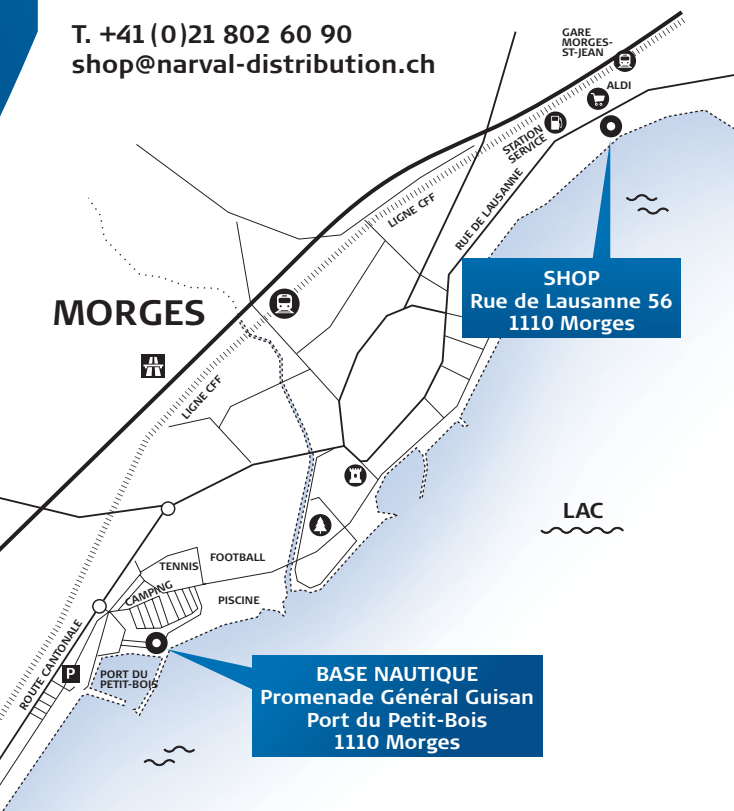 T. +41 (0)21 802 60 90
shop@narval-distribution.ch
GARE
MORGES-
ST-JEAN
ALDI
STATION
SERVICE
RUE DE LAUSANNE
LIGNE CFF
SHOP
Rue de Lausanne 56
1110 Morges
MORGES
LIGNE CFF
LAC
FOOTBALL
TENNIS
CAMPING
PISCINE
ROUTE CANTONALE
P
PORT DU
PETIT-BOIS
BASE NAUTIQUE
Promenade Général Guisan
Port du Petit-Bois
1110 Morges